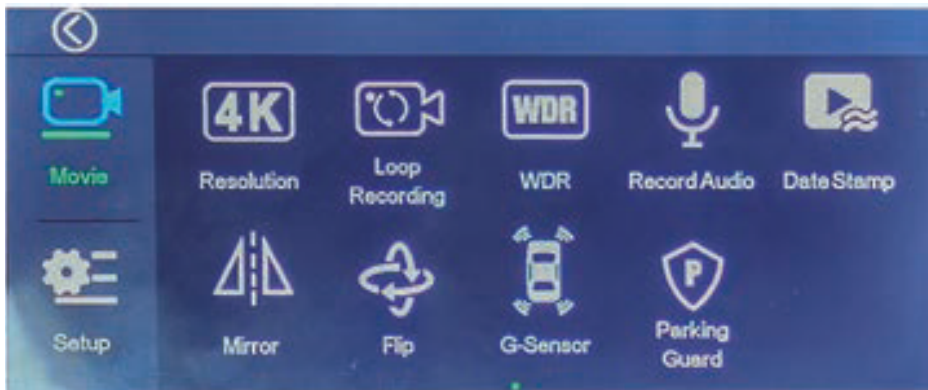 4K
WDR
Movie
Resolution
Loop
Recording
WDR
Record Audio
Date Stamp
P
Setup
Mirror
Flip
G-Sensor
Parking
Guard